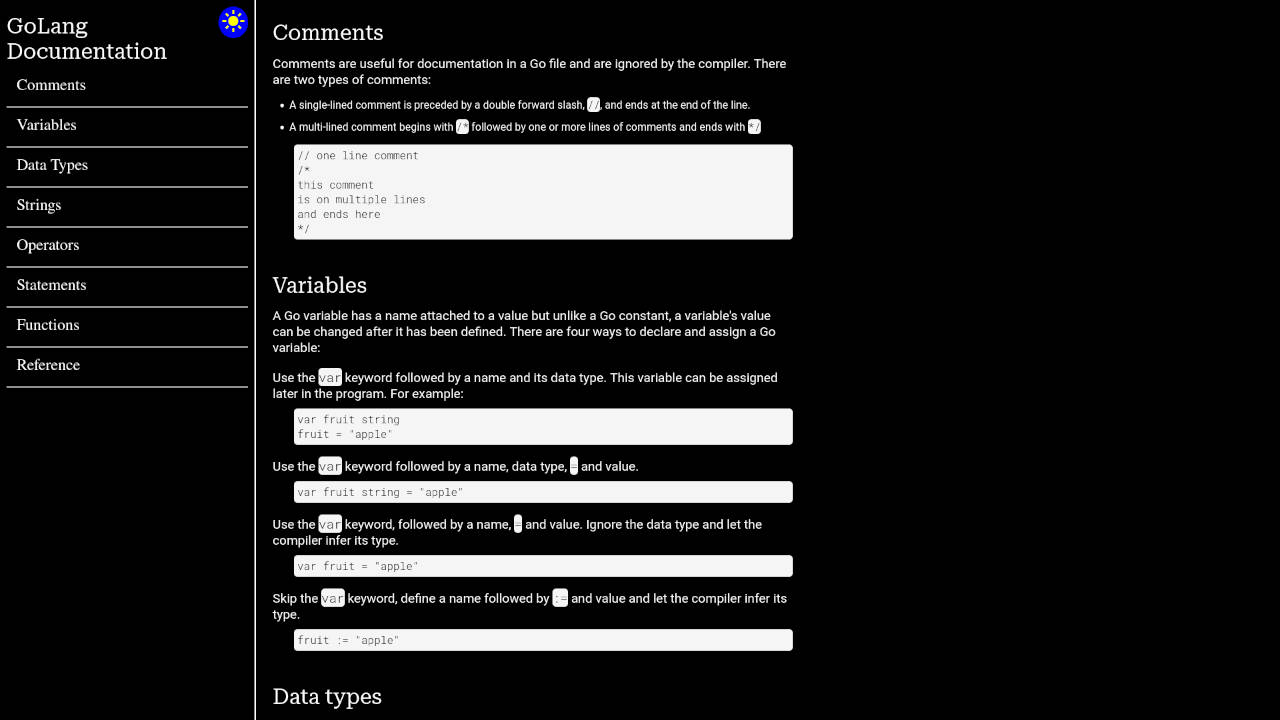 GoLang
Documentation
Comments
Variables
Data Types
Strings
Operators
Statements
Functions
Reference
Comments
Comments are useful for documentation in a Go file and are ignored by the compiler. There
are two types of comments:
• A single-lined comment is preceded by a double forward slash, //, and ends at the end of the line.
• A multi-lined comment begins with /* followed by one or more lines of comments and ends with */
// one line comment
/*
this comment
is on multiple lines
and ends here
*/
Variables
A Go variable has a name attached to a value but unlike a Go constant, a variable's value
can be changed after it has been defined. There are four ways to declare and assign a Go
variable:
Use the var keyword followed by a name and its data type. This variable can be assigned
later in the program. For example:
var fruit string
fruit = "apple"
Use the var keyword followed by a name, data type, = and value.
var fruit string = "apple"
Use the var keyword, followed by a name, = and value. Ignore the data type and let the
compiler infer its type.
var fruit = "apple"
Skip the var keyword, define a name followed by := and value and let the compiler infer its
type.
fruit := "apple"
Data types